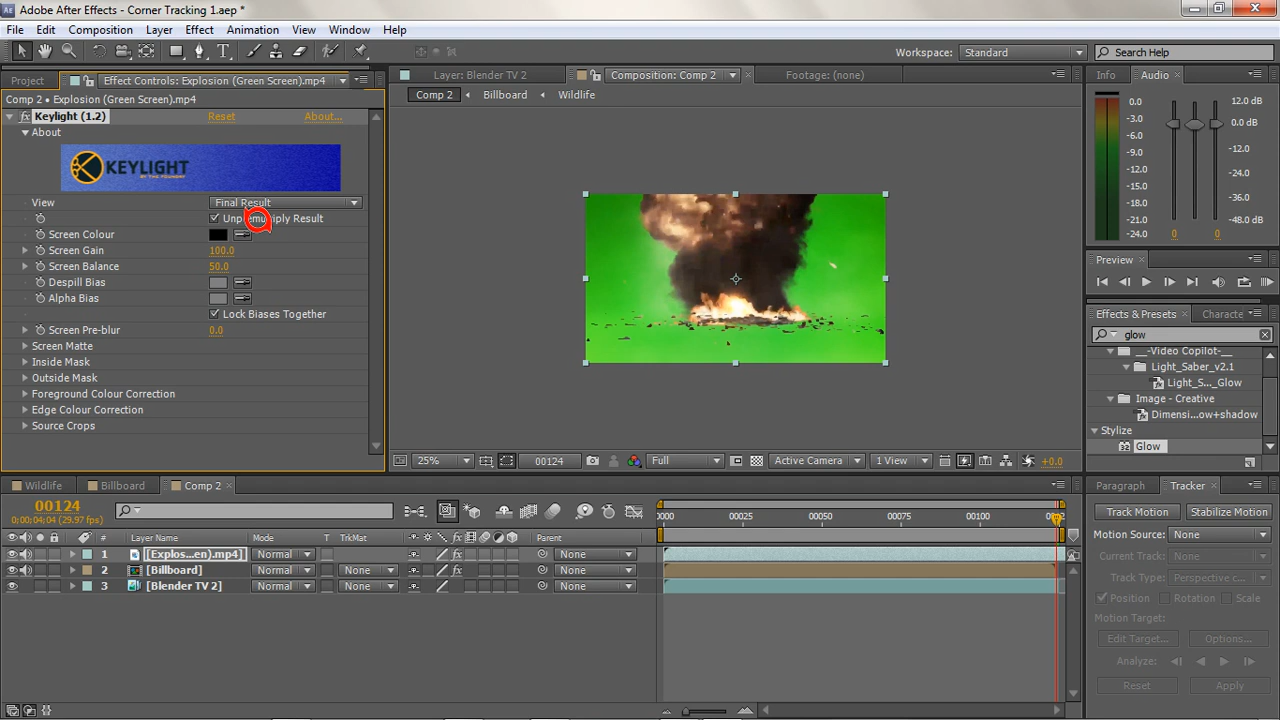 Adobe After Effects - Corner Tracking 1.aep *
File Edit Composition Layer Effect Animation View Window Help
Workspace: Standard Search Help
Project Effect Controls: Explosion (Green Screen).mp4 Layer: Blender TV 2 Composition: Comp 2 Footage: (none) Info Audio
Comp 2 • Explosion (Green Screen).mp4
Comp 2 Billboard Wildlife
Keylight (1.2) Reset About...
About
KEYLIGHT
BY THE FOUNDRY
View Final Result
Unpremultiply Result
Screen Colour
Screen Gain 100.0
Screen Balance 50.0
Despill Bias
Alpha Bias
Lock Biases Together
Screen Pre-blur 0.0
Screen Matte
Inside Mask
Outside Mask
Foreground Colour Correction
Edge Colour Correction
Source Crops
25% 00124 Full Active Camera 1 View +0.0
0.0
-3.0
-6.0
-9.0
-12.0
-15.0
-18.0
-21.0
-24.0
12.0 dB
0.0 dB
-12.0
-24.0
-36.0
-48.0 dB
0 0
Preview
Effects & Presets Characte
glow
__-Video Copilot-__
Light_Saber_v2.1
Light_S..._Glow
Image - Creative
Dimensi...ow+shadow
Stylize
32 Glow
Wildlife Billboard Comp 2
00124
0;00;04;04 (29.97 fps)
0000 00025 00050 00075 00100
# Layer Name Mode T TrkMat Parent
1 [Explos...en).mp4] Normal None
2 [Billboard] Normal None None
3 [Blender TV 2] Normal None None
Paragraph Tracker
Track Motion Stabilize Motion
Motion Source: None
Current Track: None
Track Type: Perspective c...
Position Rotation Scale
Motion Target:
Edit Target... Options...
Analyze:
Reset Apply